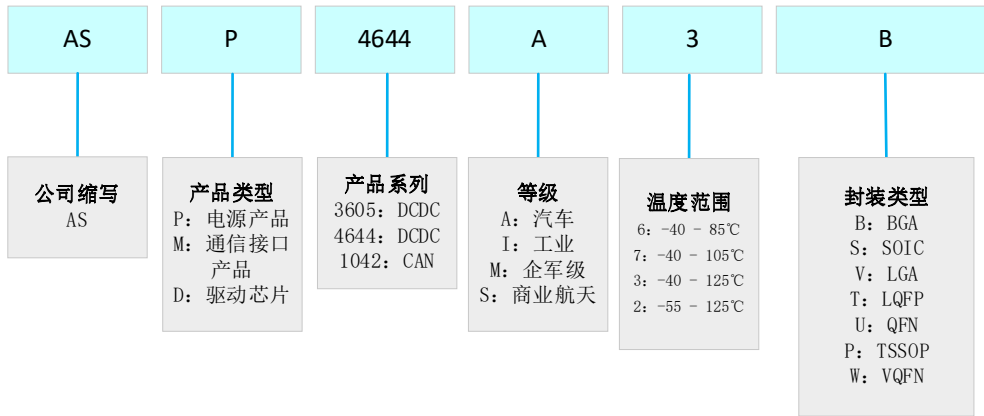 AS
P
4644
A
3
B
公司缩写
AS
产品类型
P：电源产品
M：通信接口
产品
D：驱动芯片
产品系列
3605：DCDC
4644：DCDC
1042：CAN
等级
A：汽车
I：工业
M：企军级
S：商业航天
温度范围
6：-40 - 85℃
7：-40 - 105℃
3：-40 - 125℃
2：-55 - 125℃
封装类型
B：BGA
S：SOIC
V：LGA
T：LQFP
U：QFN
P：TSSOP
W：VQFN